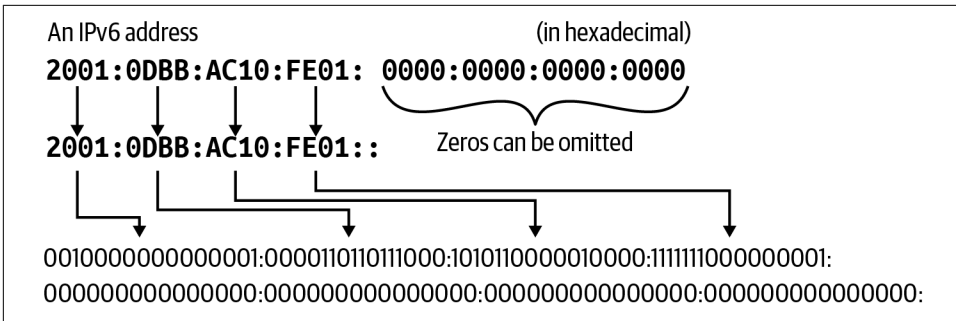 An IPv6 address (in hexadecimal)
2001:0DBB:AC10:FE01: 0000:0000:0000:0000
2001:0DBB:AC10:FE01:: Zeros can be omitted
0010000000000001:0000110110111000:1010110000010000:1111111000000001:
000000000000000:000000000000000:000000000000000:000000000000000: